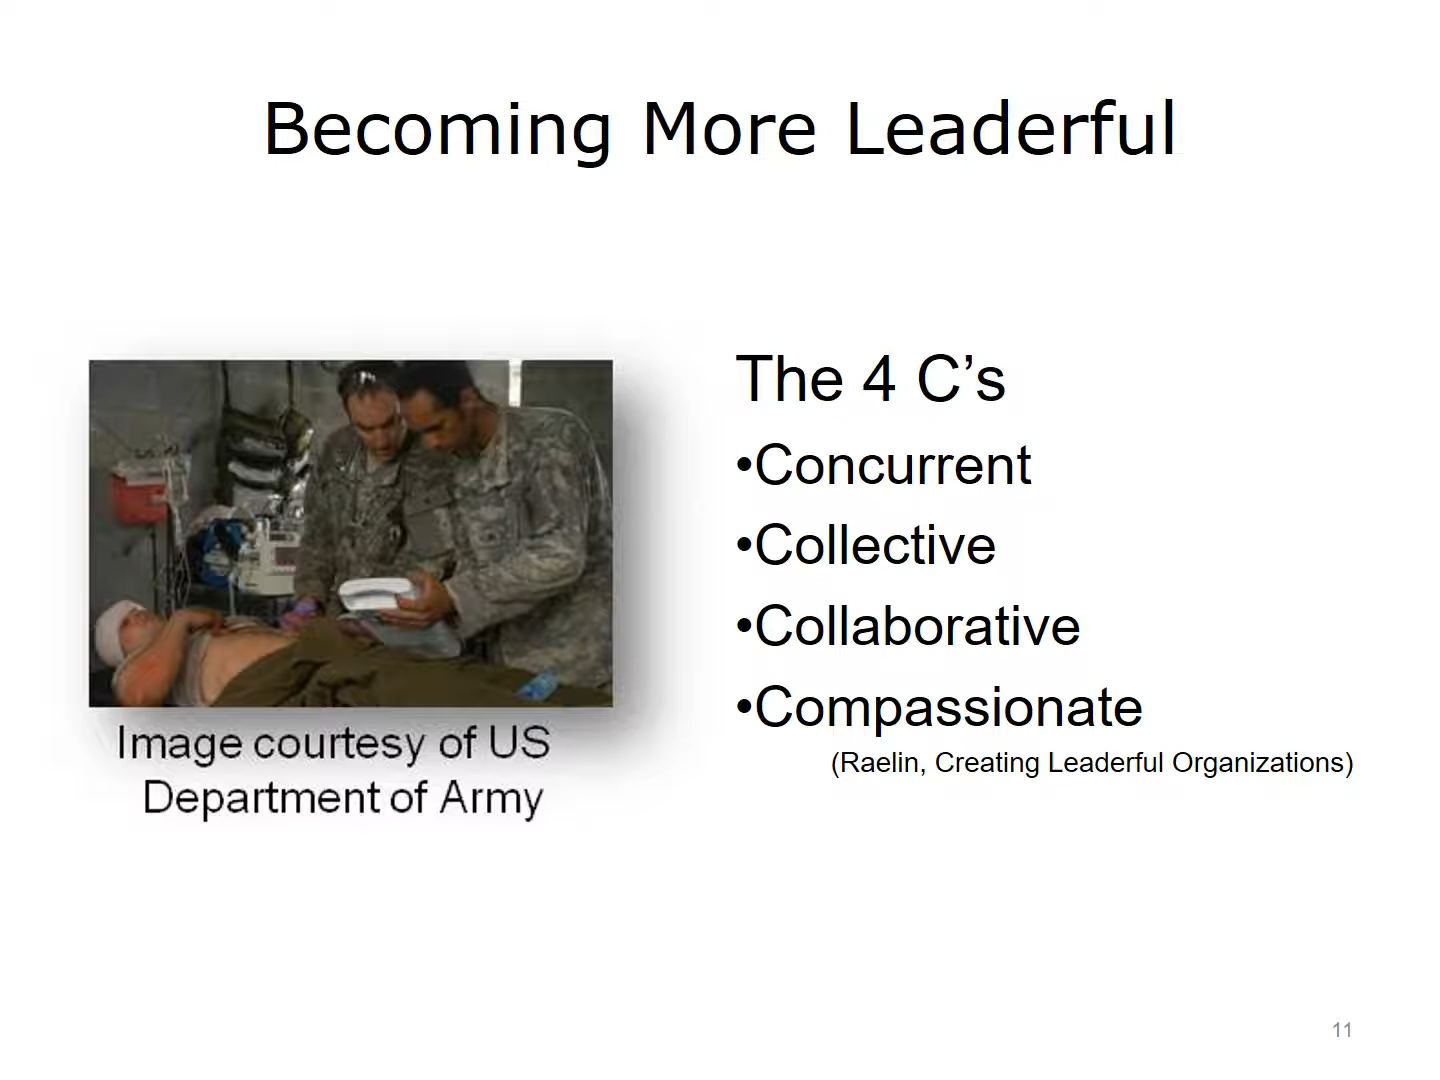 Becoming More Leaderful
The 4 C’s
•Concurrent
•Collective
•Collaborative
•Compassionate
(Raelin, Creating Leaderful Organizations)
Image courtesy of US
Department of Army
11